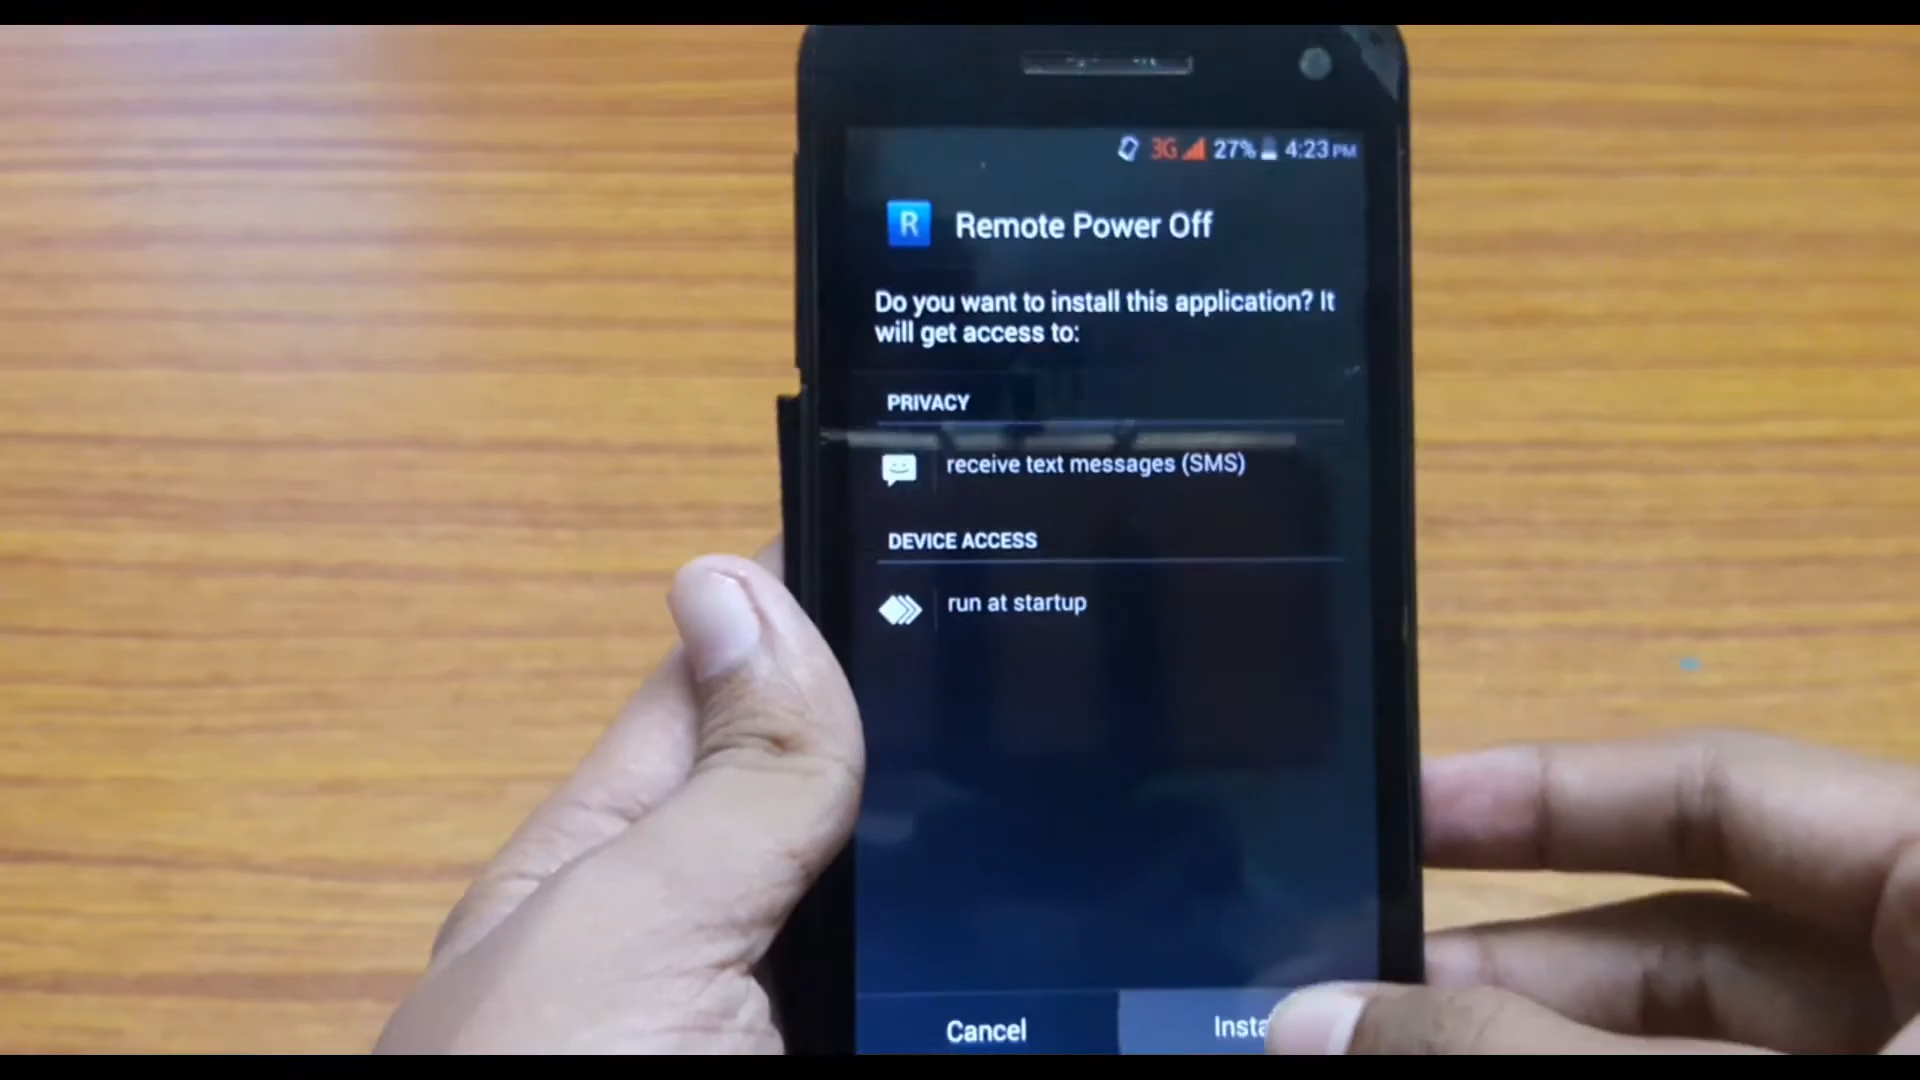 3G 27% 4:23 PM
R Remote Power Off
Do you want to install this application? It
will get access to:
PRIVACY
receive text messages (SMS)
DEVICE ACCESS
run at startup
Cancel